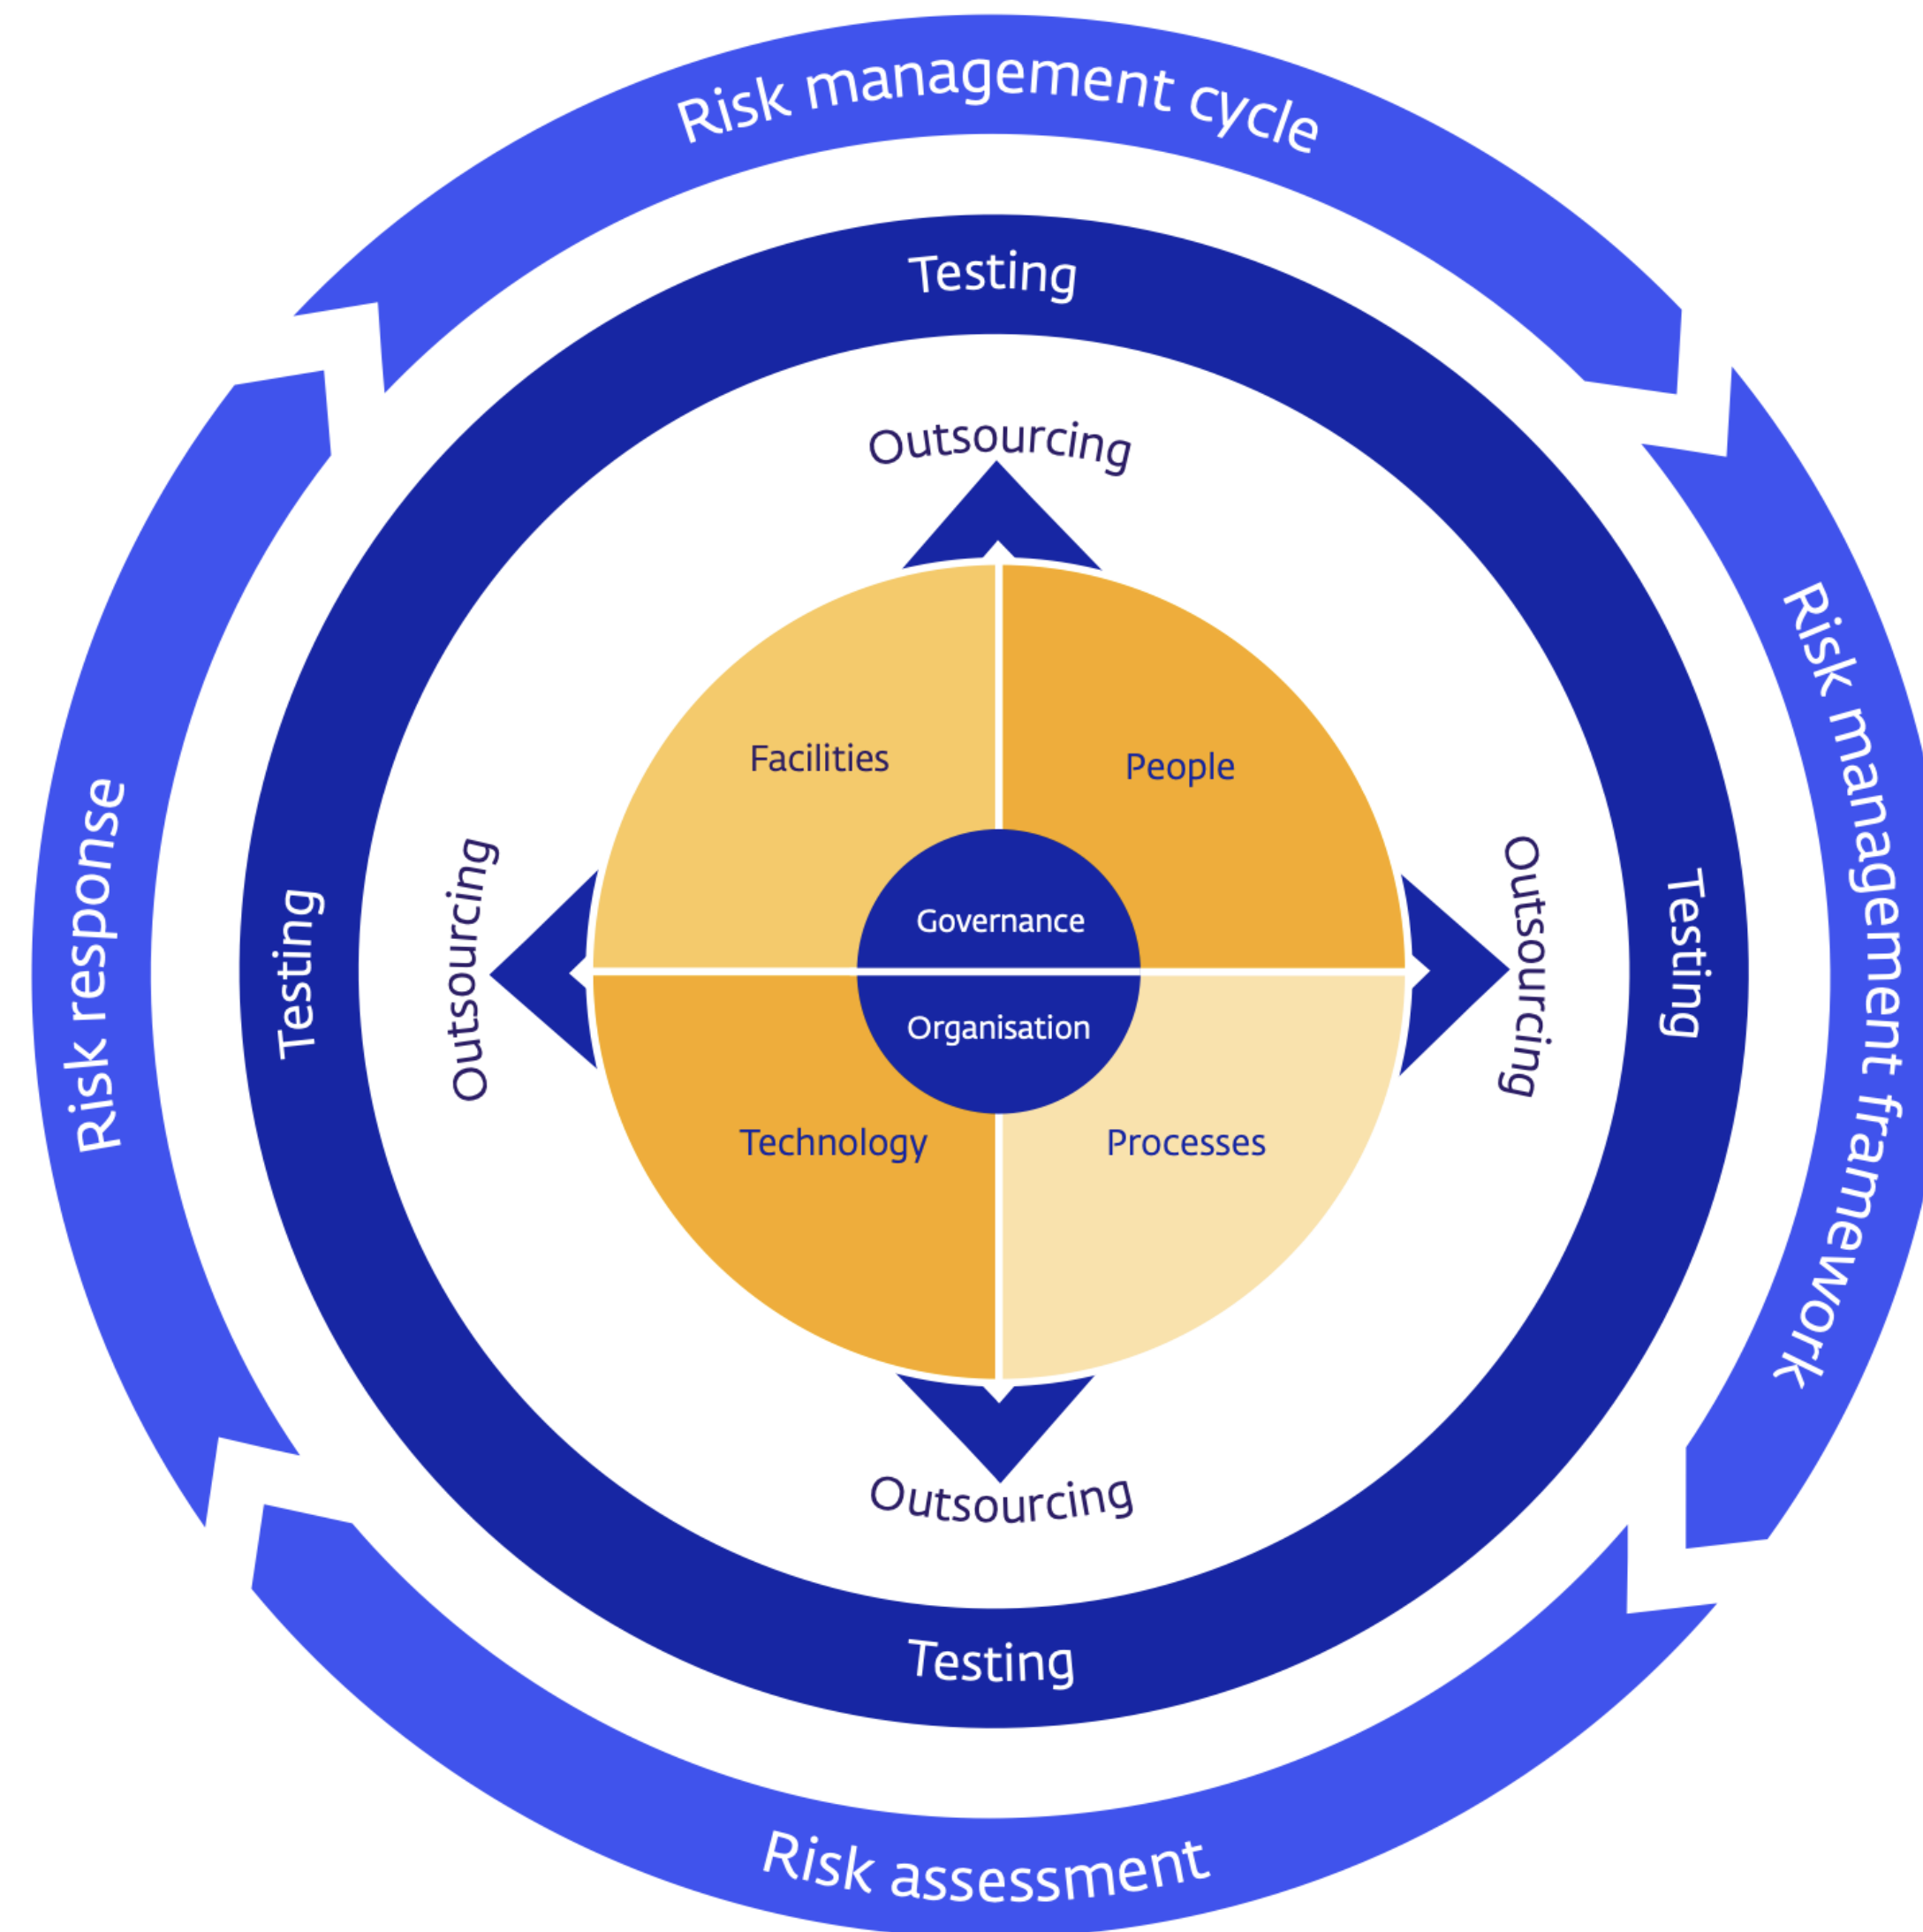 Risk management cycle
Testing
Outsourcing
Facilities
People
Governance
Organisation
Technology
Processes
Outsourcing
Outsourcing
Outsourcing
Testing
Testing
Testing
Risk response
Risk management framework
Risk assessment